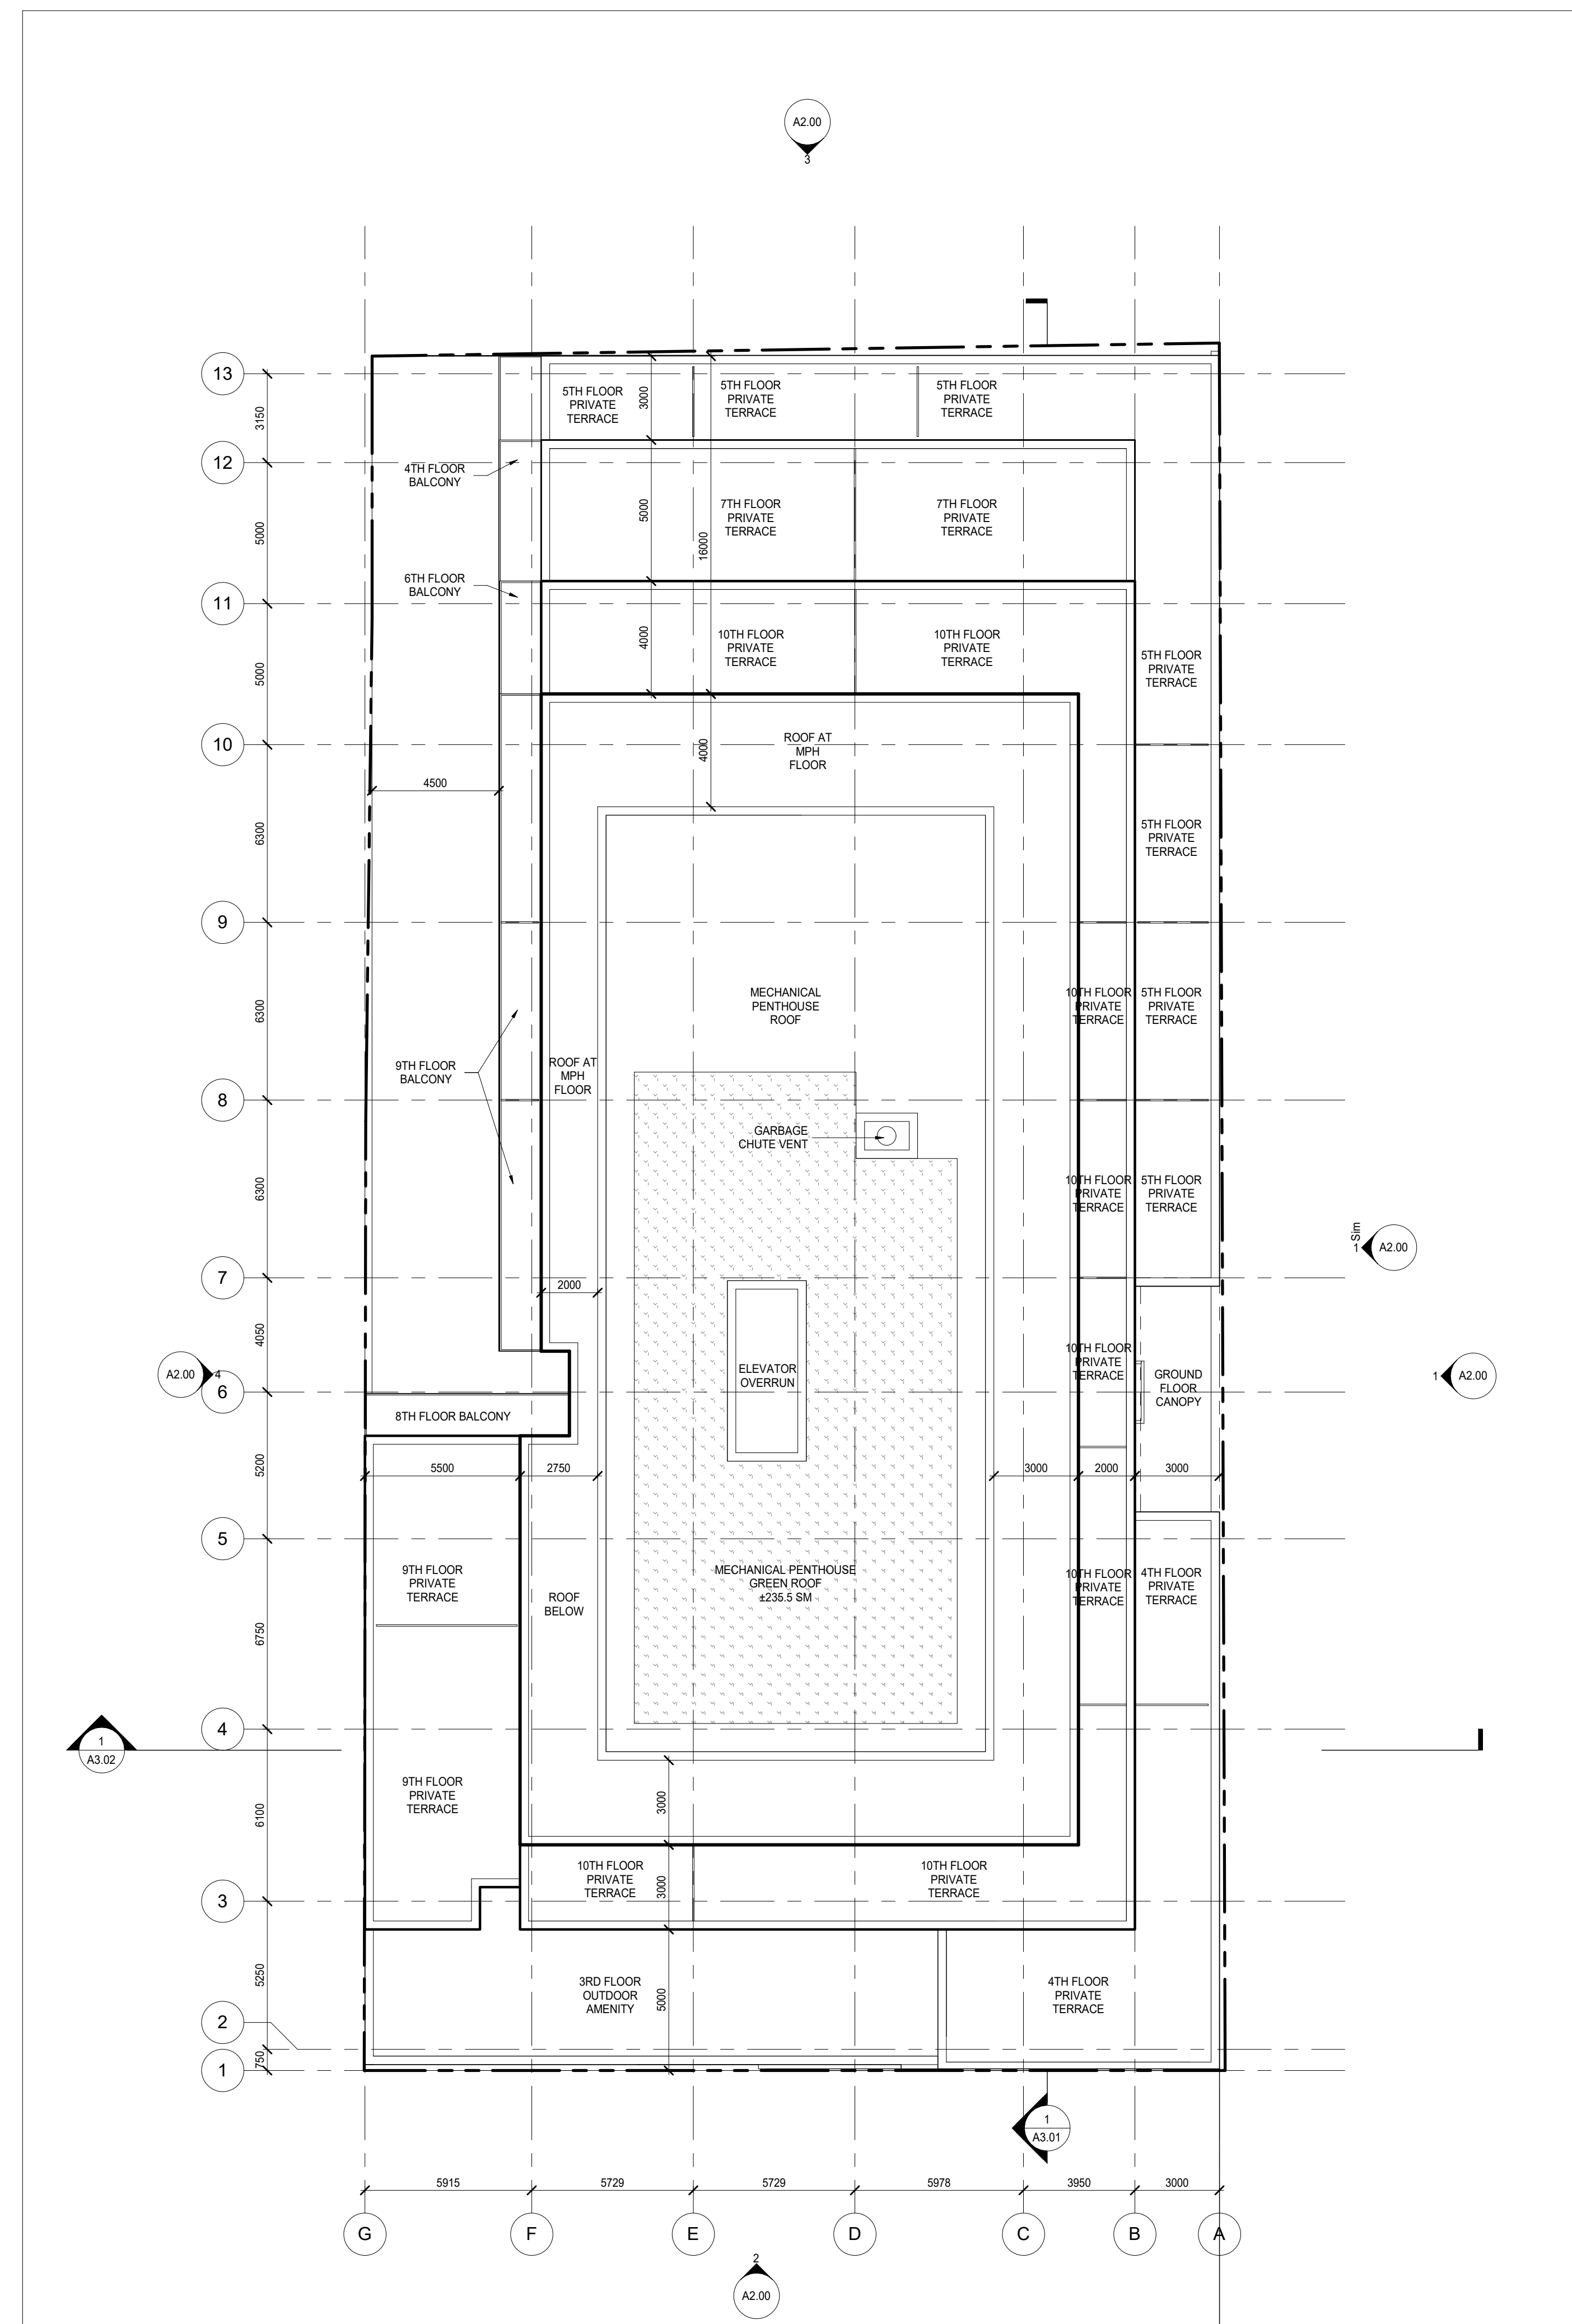 A2.00
3
13
3150
12
5000
11
5000
10
6300
9
6300
8
6300
7
4050
6
5200
5
6750
4
6100
3
5250
2
750
1
5TH FLOOR
PRIVATE
TERRACE
3000
5TH FLOOR
PRIVATE
TERRACE
5TH FLOOR
PRIVATE
TERRACE
4TH FLOOR
BALCONY
5000
16000
7TH FLOOR
PRIVATE
TERRACE
7TH FLOOR
PRIVATE
TERRACE
6TH FLOOR
BALCONY
4000
10TH FLOOR
PRIVATE
TERRACE
10TH FLOOR
PRIVATE
TERRACE
5TH FLOOR
PRIVATE
TERRACE
4000
ROOF AT
MPH
FLOOR
4500
5TH FLOOR
PRIVATE
TERRACE
MECHANICAL
PENTHOUSE
ROOF
10TH FLOOR
PRIVATE
TERRACE
5TH FLOOR
PRIVATE
TERRACE
9TH FLOOR
BALCONY
ROOF AT
MPH
FLOOR
GARBAGE
CHUTE VENT
10TH FLOOR
PRIVATE
TERRACE
5TH FLOOR
PRIVATE
TERRACE
1 Sim
A2.00
2000
A2.00
4
ELEVATOR
OVERRUN
10TH FLOOR
PRIVATE
TERRACE
GROUND
FLOOR
CANOPY
1
A2.00
8TH FLOOR BALCONY
5500
2750
3000
2000
3000
9TH FLOOR
PRIVATE
TERRACE
ROOF
BELOW
MECHANICAL PENTHOUSE
GREEN ROOF
±235.5 SM
10TH FLOOR
PRIVATE
TERRACE
4TH FLOOR
PRIVATE
TERRACE
1
A3.02
9TH FLOOR
PRIVATE
TERRACE
3000
10TH FLOOR
PRIVATE
TERRACE
3000
10TH FLOOR
PRIVATE
TERRACE
3RD FLOOR
OUTDOOR
AMENITY
5000
4TH FLOOR
PRIVATE
TERRACE
1
A3.01
5915
5729
5729
5978
3950
3000
G
F
E
D
C
B
A
2
A2.00